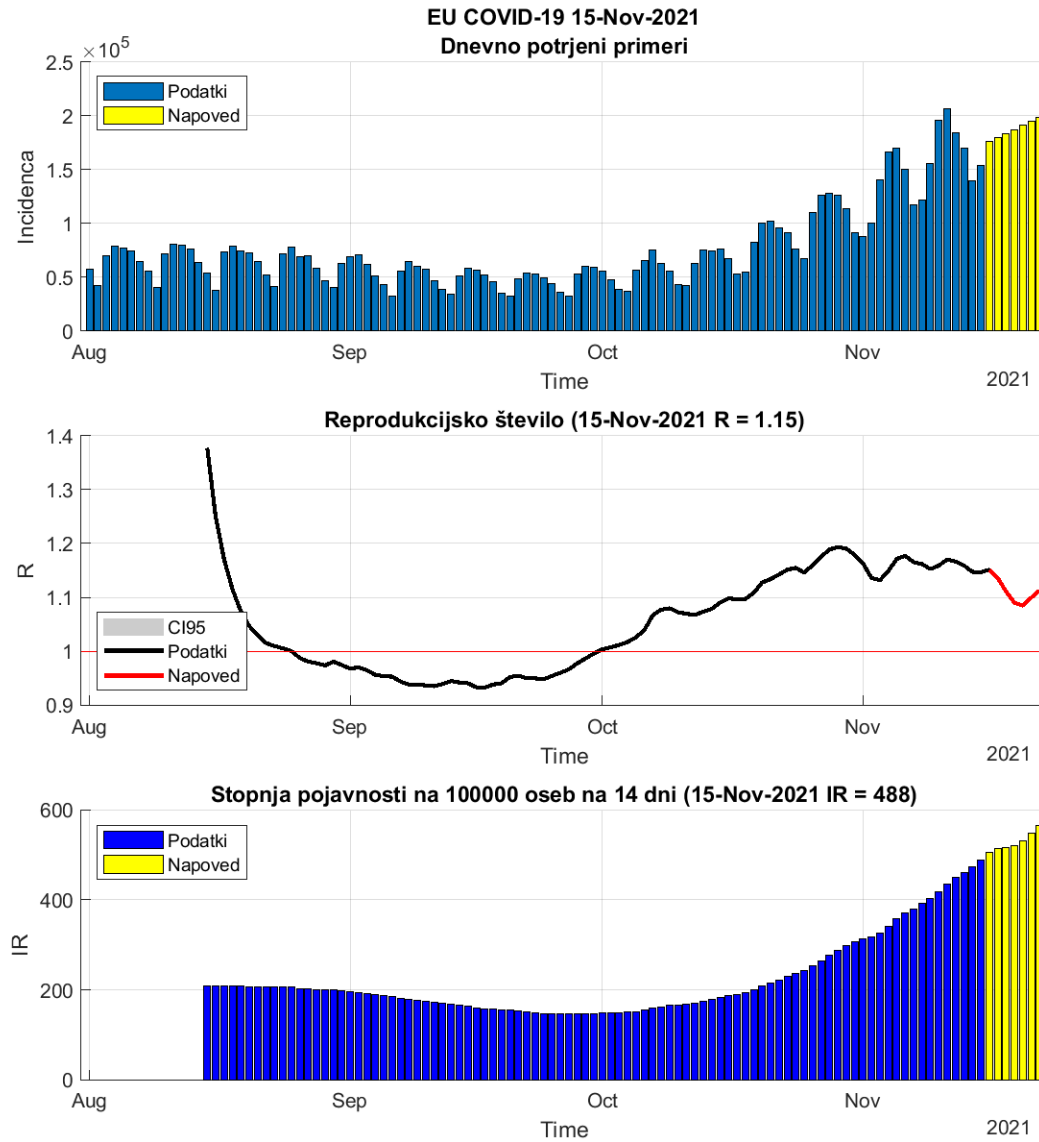 EU COVID-19 15-Nov-2021
Dnevno potrjeni primeri
×10^5
2.5
2
1.5
1
0.5
0
Incidenca
Podatki
Napoved
Aug Sep Oct Nov
Time
2021
Reprodukcijsko število (15-Nov-2021 R = 1.15)
1.4
1.3
1.2
1.1
1
0.9
R
CI95
Podatki
Napoved
Aug Sep Oct Nov
Time
2021
Stopnja pojavnosti na 100000 oseb na 14 dni (15-Nov-2021 IR = 488)
600
400
200
0
IR
Podatki
Napoved
Aug Sep Oct Nov
Time
2021